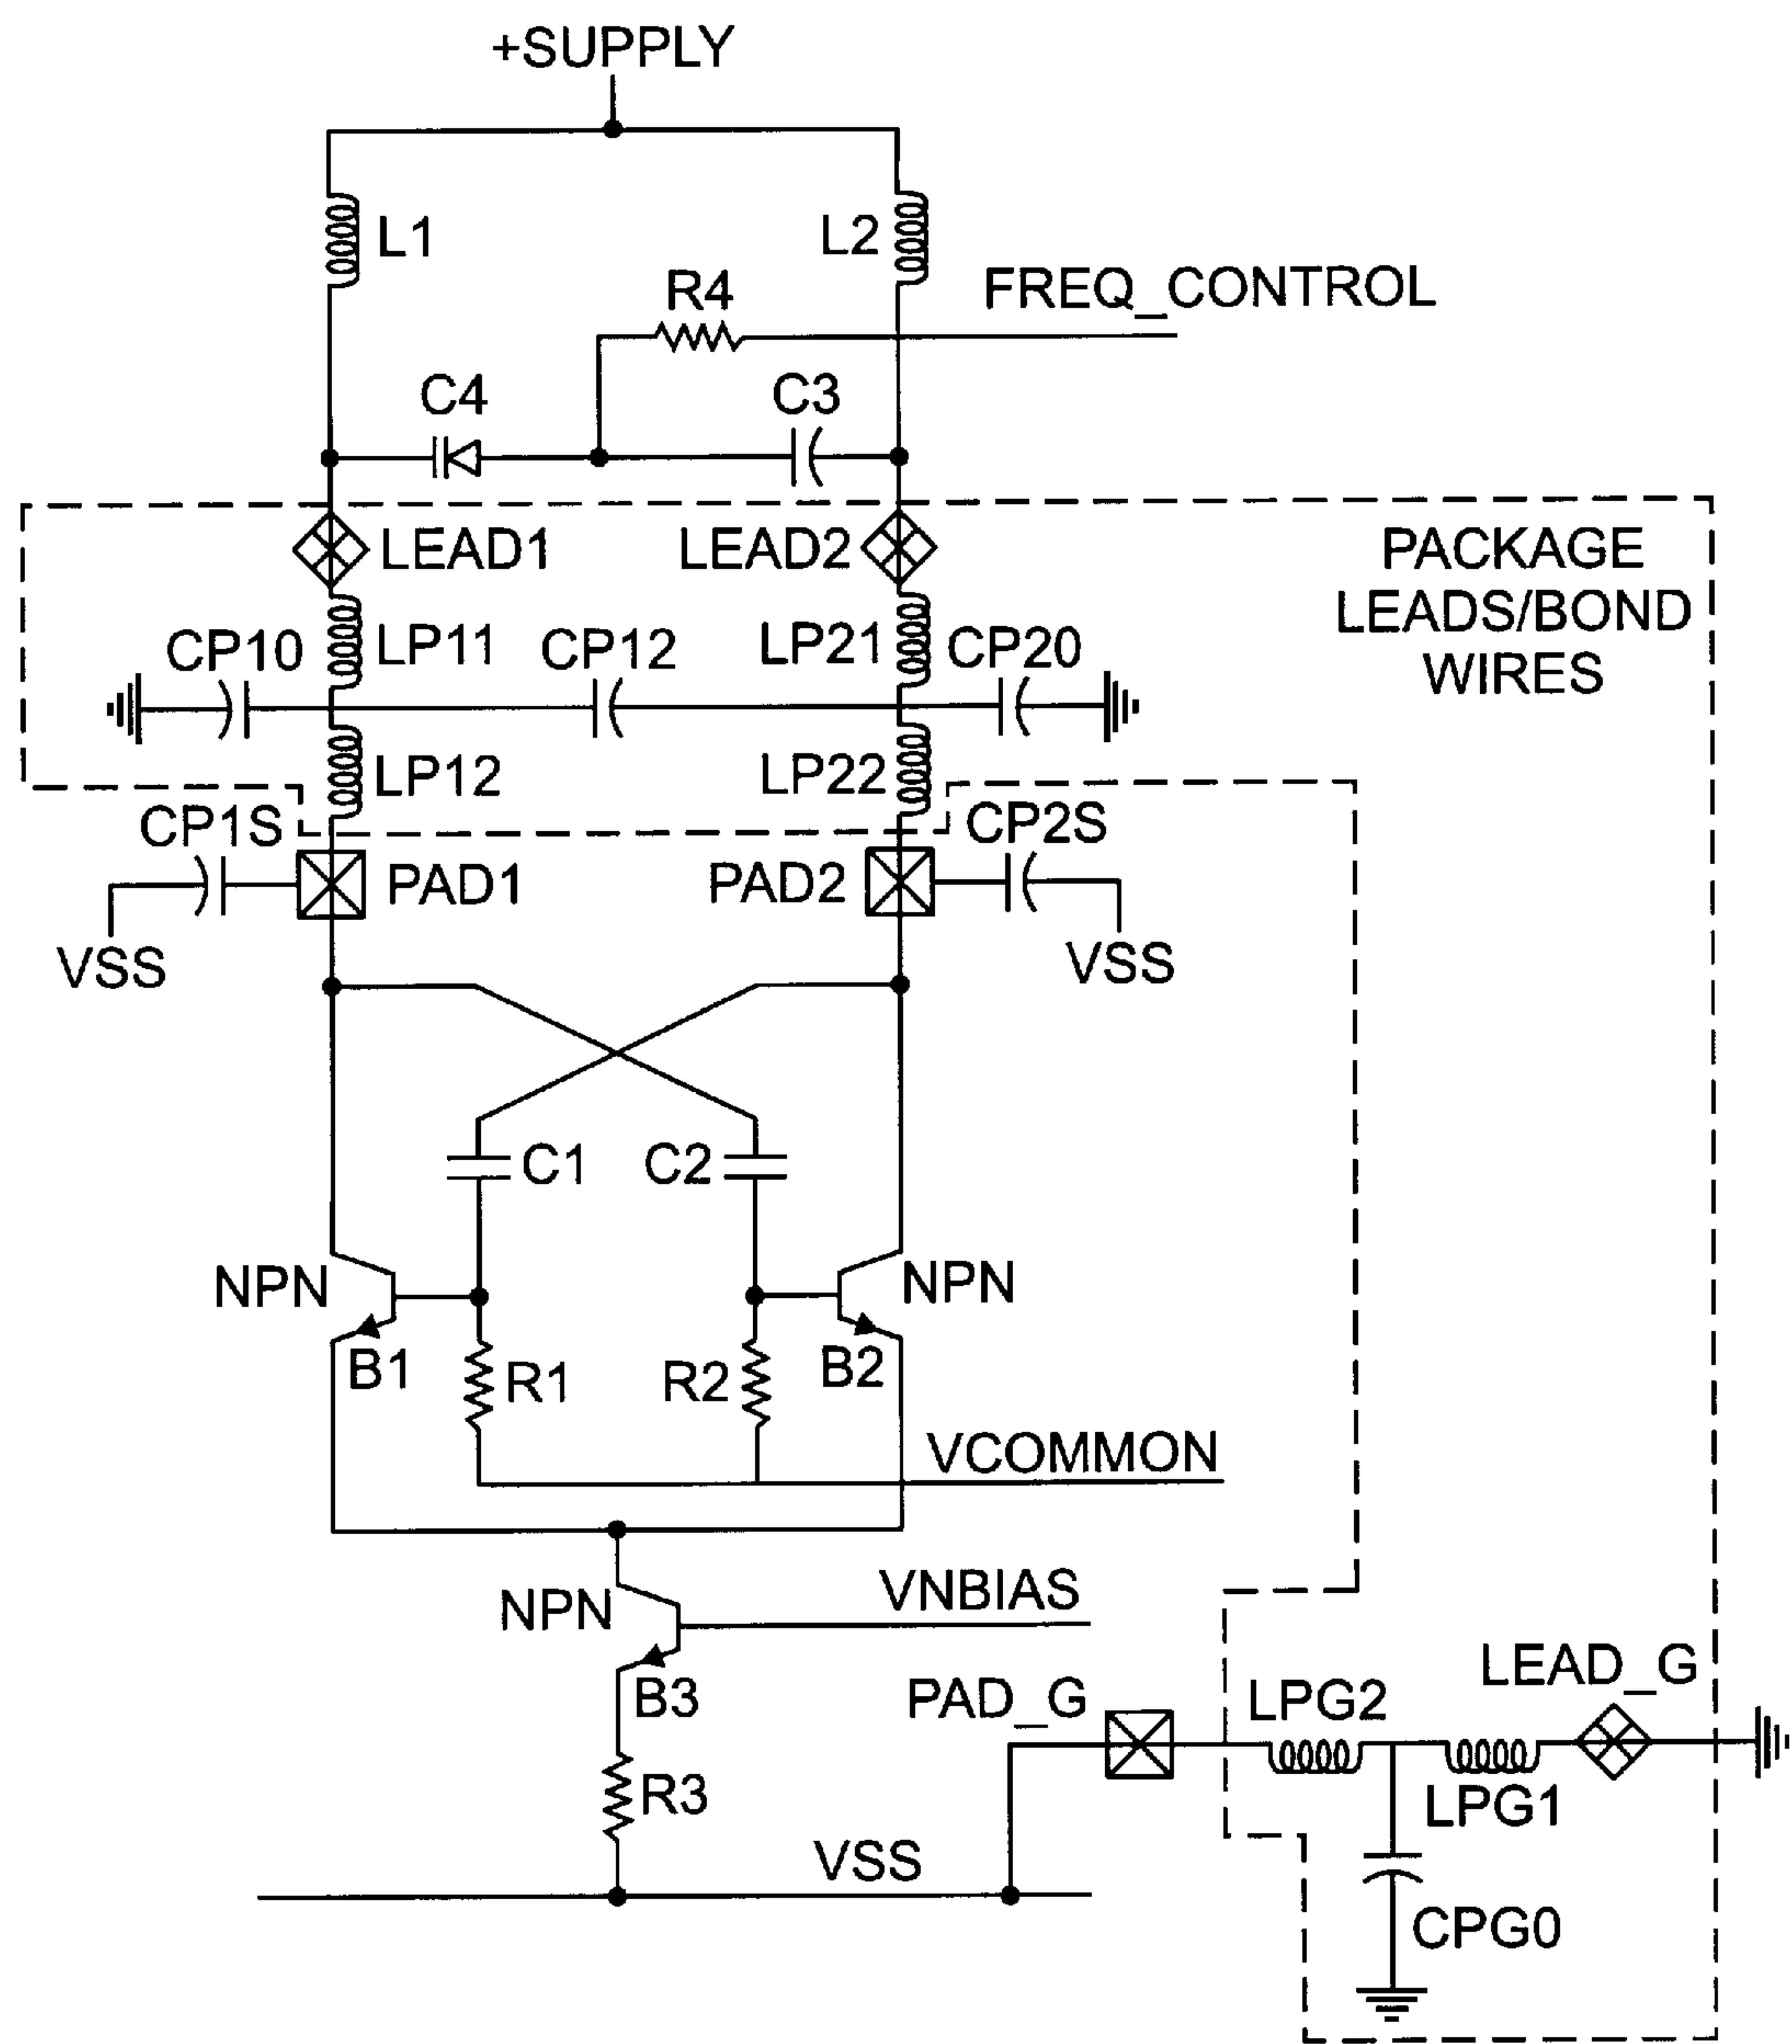 +SUPPLY
L1
L2
R4
FREQ_CONTROL
C4
C3
LEAD1
LEAD2
PACKAGE
LEADS/BOND
WIRES
CP10
LP11
CP12
LP21
CP20
LP12
LP22
CP1S
CP2S
PAD1
PAD2
VSS
VSS
C1
C2
NPN
NPN
B1
R1
R2
B2
VCOMMON
NPN
VNBIAS
B3
PAD_G
LPG2
LEAD_G
R3
LPG1
VSS
CPG0